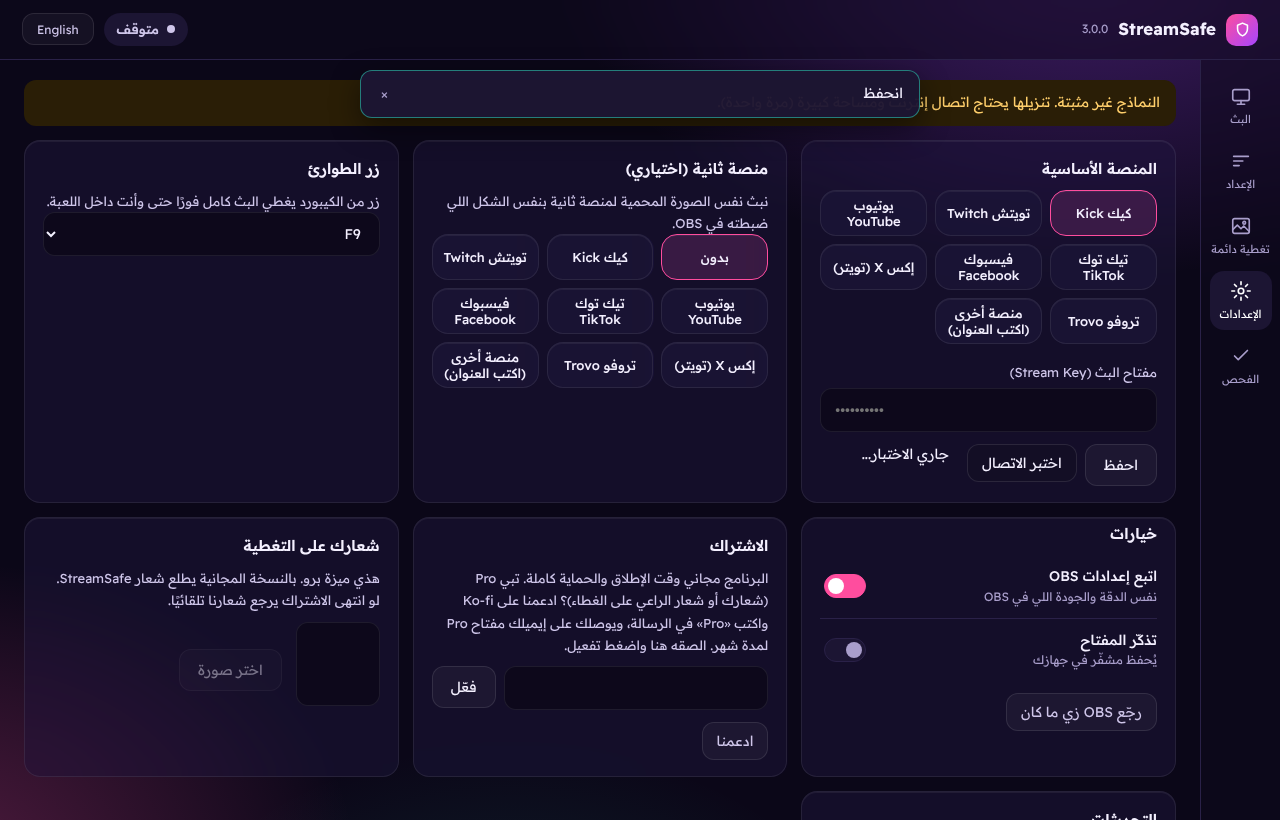 StreamSafe
3.0.0
متوقف
English
البث
الإعداد
تغطية دائمة
الإعدادات
الفحص
انحفظ
×
النماذج غير مثبتة. تنزيلها يحتاج اتصال إنترنت ومساحة كبيرة (مرة واحدة).
المنصة الأساسية
كيك Kick
تويتش Twitch
يوتيوب
YouTube
تيك توك
TikTok
فيسبوك
Facebook
إكس X (تويتر)
تروفو Trovo
منصة أخرى
(اكتب العنوان)
مفتاح البث (Stream Key)
••••••••••
احفظ
اختبر الاتصال
جاري الاختبار...
منصة ثانية (اختياري)
نبث نفس الصورة المحمية لمنصة ثانية بنفس الشكل اللي
ضبطته في OBS.
بدون
كيك Kick
تويتش Twitch
يوتيوب
YouTube
تيك توك
TikTok
فيسبوك
Facebook
إكس X (تويتر)
تروفو Trovo
منصة أخرى
(اكتب العنوان)
زر الطوارئ
زر من الكيبورد يغطي البث كامل فورًا حتى وأنت داخل اللعبة.
F9
خيارات
اتبع إعدادات OBS
نفس الدقة والجودة اللي في OBS
تذكّر المفتاح
يُحفظ مشفّر في جهازك
رجّع OBS زي ما كان
الاشتراك
البرنامج مجاني وقت الإطلاق والحماية كاملة. تبي Pro
(شعارك أو شعار الراعي على الغطاء)؟ ادعمنا على Ko-fi
واكتب «Pro» في الرسالة، ويوصلك على إيميلك مفتاح Pro
لمدة شهر. الصقه هنا واضغط تفعيل.
فعّل
ادعمنا
شعارك على التغطية
هذي ميزة برو. بالنسخة المجانية يطلع شعار StreamSafe.
لو انتهى الاشتراك يرجع شعارنا تلقائيًا.
اختر صورة
التحديثات